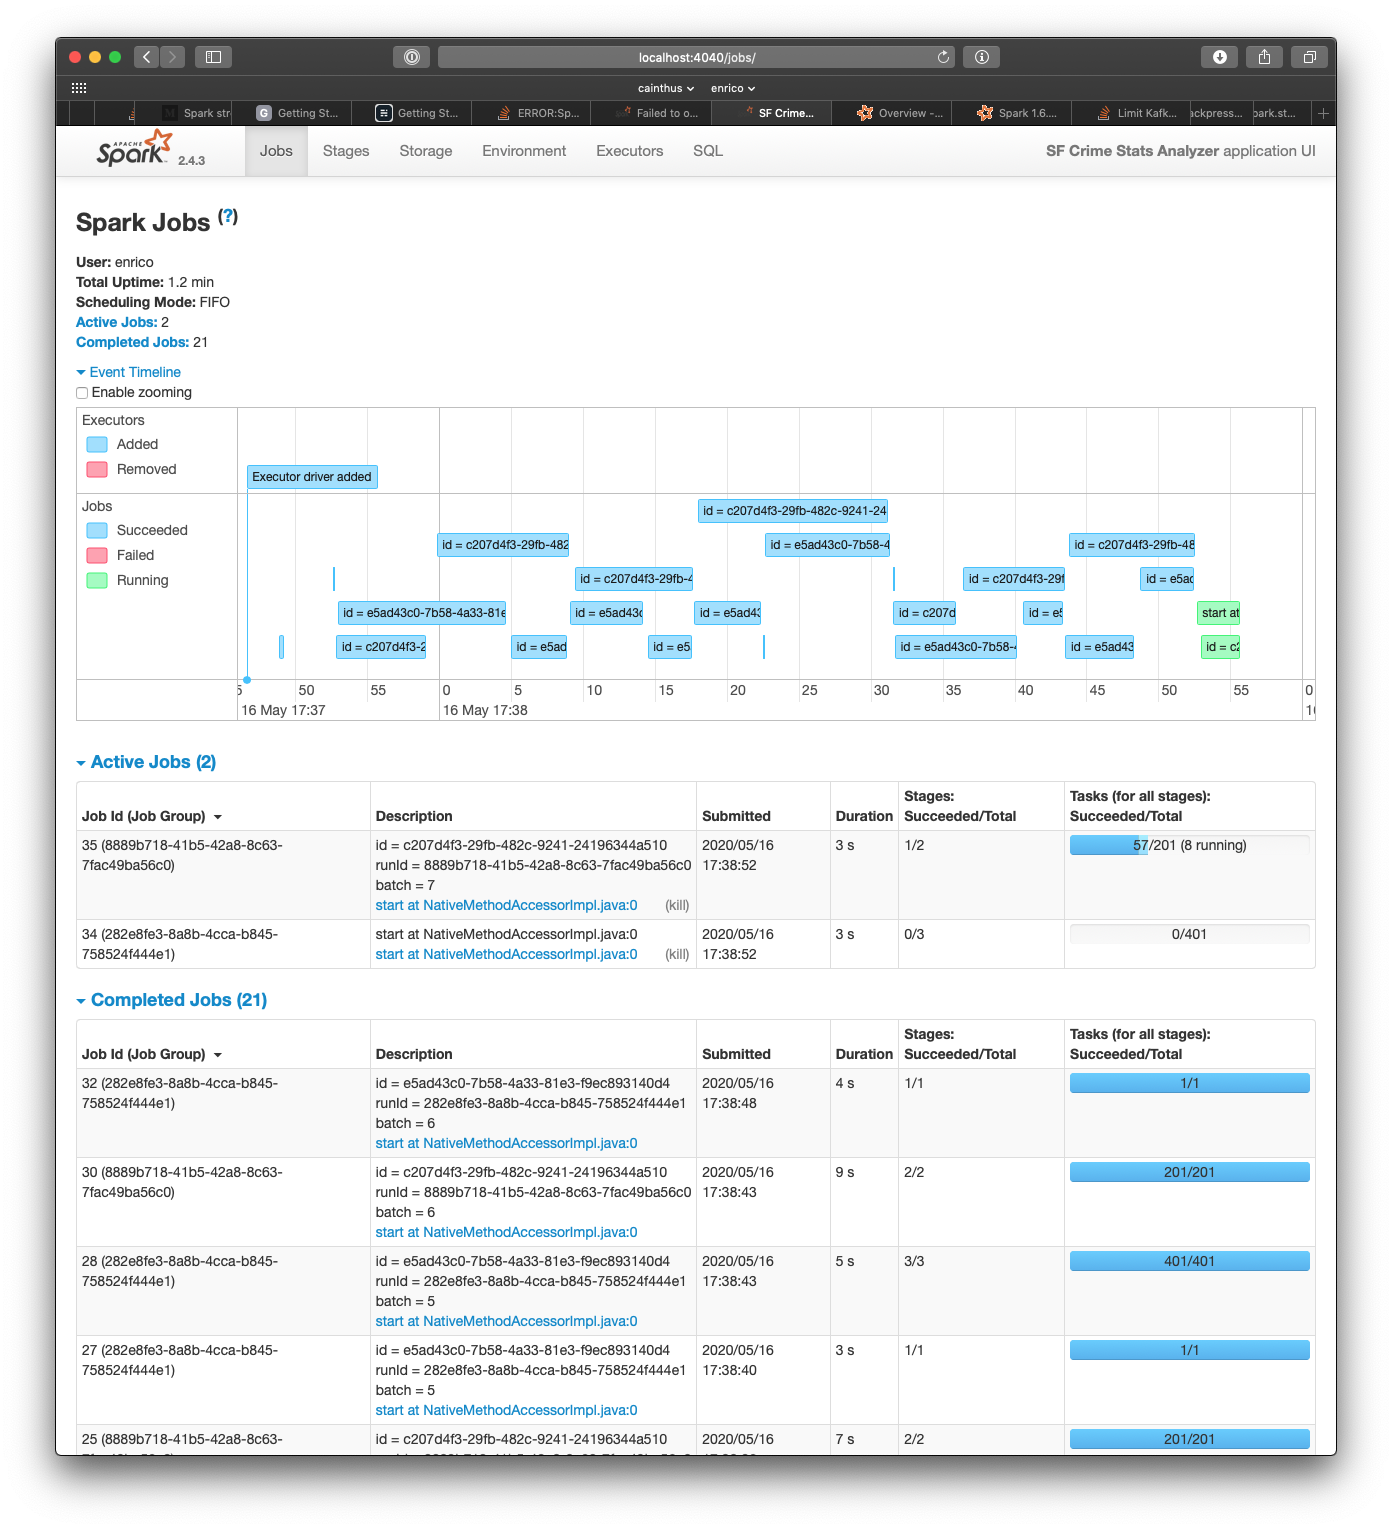 localhost:4040/jobs/
cainthus enrico
Spark str Getting St... Getting St... ERROR:Sp... Failed to o... SF Crime... Overview -... Spark 1.6.... Limit Kafk... ackpress... park.st...
APACHE Spark 2.4.3 Jobs Stages Storage Environment Executors SQL SF Crime Stats Analyzer application UI
Spark Jobs (?)
User: enrico
Total Uptime: 1.2 min
Scheduling Mode: FIFO
Active Jobs: 2
Completed Jobs: 21
Event Timeline
Enable zooming
Executors
Added
Removed
Executor driver added
Jobs
Succeeded
Failed
Running
id = c207d4f3-29fb-482c-9241-24
id = c207d4f3-29fb-482 id = e5ad43c0-7b58-4 id = c207d4f3-29fb-48
id = c207d4f3-29fb-4 id = c207d4f3-29f id = e5ad
id = e5ad43c0-7b58-4a33-81e id = e5ad43c id = e5ad43 id = c207d id = e5 start at
id = c207d4f3-2 id = e5ad id = e5 id = e5ad43c0-7b58- id = e5ad43 id = c2
5 50 55 0 5 10 15 20 25 30 35 40 45 50 55 0
16 May 17:37 16 May 17:38
Active Jobs (2)
Job Id (Job Group) Description Submitted Duration Stages: Succeeded/Total Tasks (for all stages): Succeeded/Total
35 (8889b718-41b5-42a8-8c63-7fac49ba56c0)
id = c207d4f3-29fb-482c-9241-24196344a510
runId = 8889b718-41b5-42a8-8c63-7fac49ba56c0
batch = 7
start at NativeMethodAccessorImpl.java:0 (kill)
2020/05/16 17:38:52
3 s
1/2
57/201 (8 running)
34 (282e8fe3-8a8b-4cca-b845-758524f444e1)
start at NativeMethodAccessorImpl.java:0
start at NativeMethodAccessorImpl.java:0 (kill)
2020/05/16 17:38:52
3 s
0/3
0/401
Completed Jobs (21)
Job Id (Job Group) Description Submitted Duration Stages: Succeeded/Total Tasks (for all stages): Succeeded/Total
32 (282e8fe3-8a8b-4cca-b845-758524f444e1)
id = e5ad43c0-7b58-4a33-81e3-f9ec893140d4
runId = 282e8fe3-8a8b-4cca-b845-758524f444e1
batch = 6
start at NativeMethodAccessorImpl.java:0
2020/05/16 17:38:48
4 s
1/1
1/1
30 (8889b718-41b5-42a8-8c63-7fac49ba56c0)
id = c207d4f3-29fb-482c-9241-24196344a510
runId = 8889b718-41b5-42a8-8c63-7fac49ba56c0
batch = 6
start at NativeMethodAccessorImpl.java:0
2020/05/16 17:38:43
9 s
2/2
201/201
28 (282e8fe3-8a8b-4cca-b845-758524f444e1)
id = e5ad43c0-7b58-4a33-81e3-f9ec893140d4
runId = 282e8fe3-8a8b-4cca-b845-758524f444e1
batch = 5
start at NativeMethodAccessorImpl.java:0
2020/05/16 17:38:43
5 s
3/3
401/401
27 (282e8fe3-8a8b-4cca-b845-758524f444e1)
id = e5ad43c0-7b58-4a33-81e3-f9ec893140d4
runId = 282e8fe3-8a8b-4cca-b845-758524f444e1
batch = 5
start at NativeMethodAccessorImpl.java:0
2020/05/16 17:38:40
3 s
1/1
1/1
25 (8889b718-41b5-42a8-8c63-
id = c207d4f3-29fb-482c-9241-24196344a510
2020/05/16
7 s
2/2
201/201